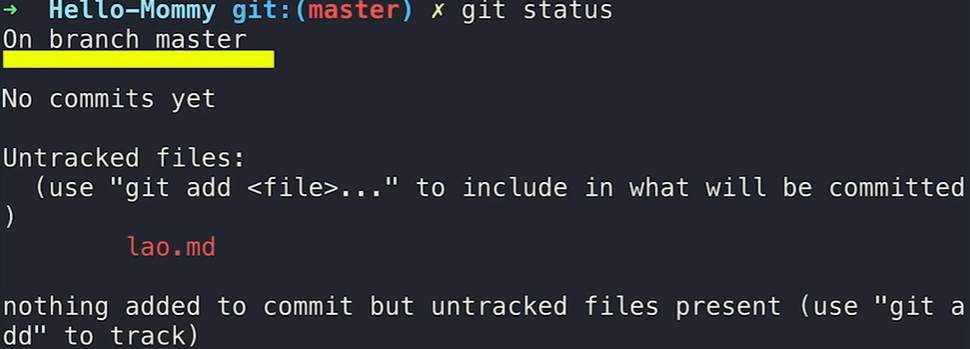 →  Hello-Mommy git:(master) ✗ git status
On branch master
No commits yet
Untracked files:
  (use "git add <file>..." to include in what will be committed
)
        lao.md
nothing added to commit but untracked files present (use "git a
dd" to track)